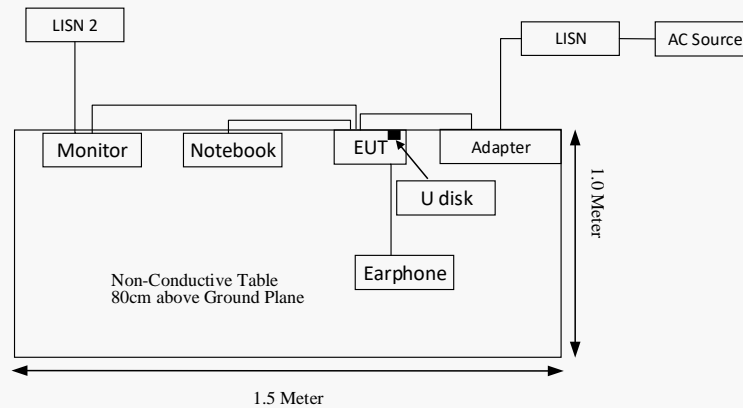 LISN 2
LISN
AC Source
Monitor
Notebook
EUT
Adapter
U disk
Earphone
Non-Conductive Table
80cm above Ground Plane
1.0 Meter
1.5 Meter